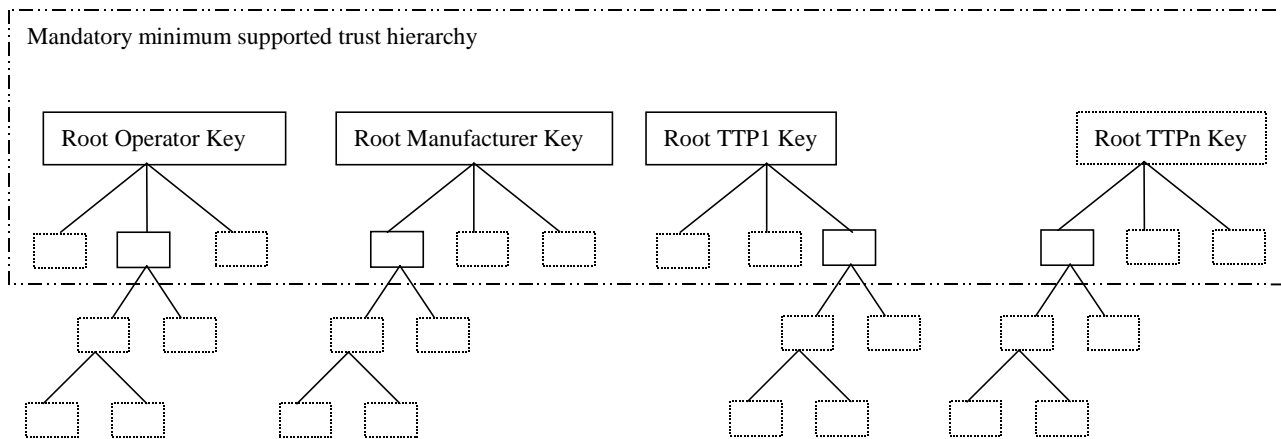 Mandatory minimum supported trust hierarchy
Root Operator Key
Root Manufacturer Key
Root TTP1 Key
Root TTPn Key